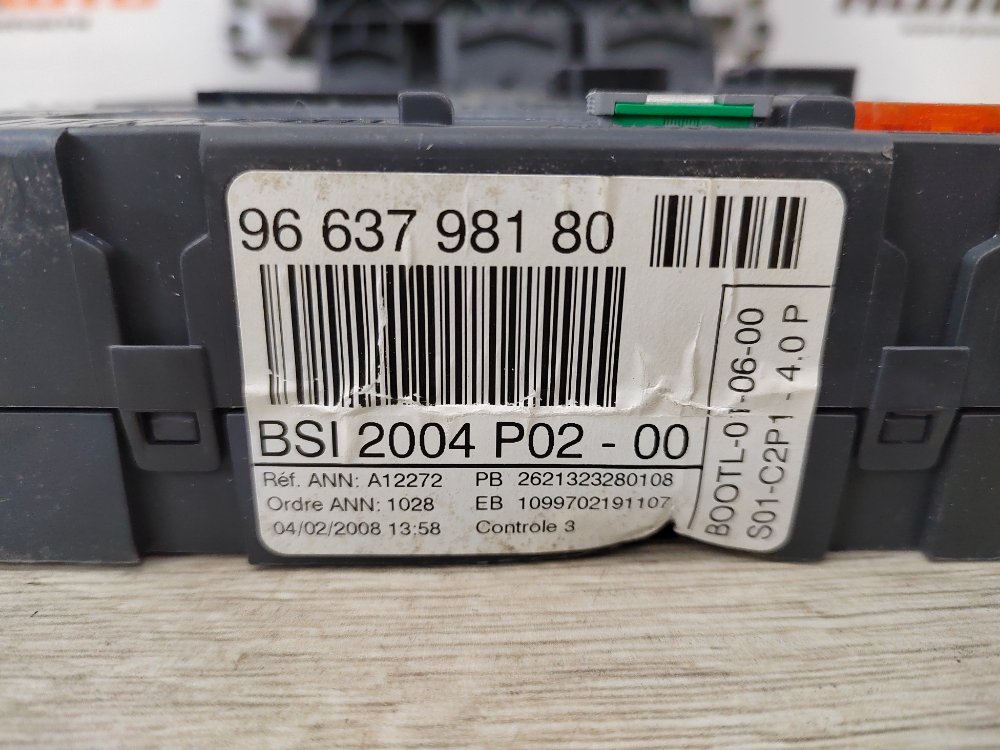 96 637 981 80
BSI 2004 P02 - 00
Réf. ANN: A12272 PB 2621323280108
Ordre ANN: 1028 EB 1099702191107
04/02/2008 13:58 Controle 3
BOOTL-01-06-00
S01-C2P1 - 4.0 P